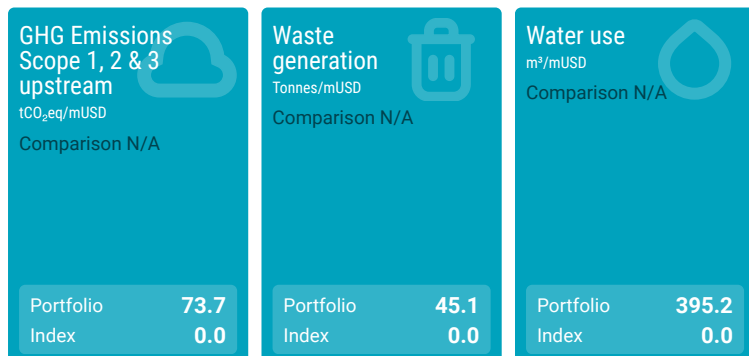 GHG Emissions
Scope 1, 2 & 3
upstream
tCO₂eq/mUSD
Comparison N/A
Portfolio 73.7
Index 0.0
Waste
generation
Tonnes/mUSD
Comparison N/A
Portfolio 45.1
Index 0.0
Water use
m³/mUSD
Comparison N/A
Portfolio 395.2
Index 0.0